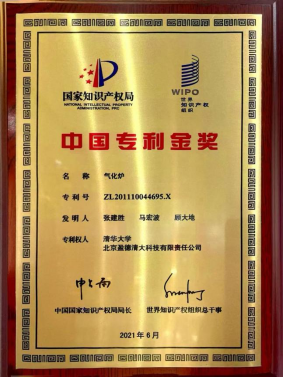 国家知识产权局
NATIONAL INTELLECTUAL PROPERTY
ADMINISTRATION, PRC
WIPO
世界
知识产权
组织
中国专利金奖
名称 气化炉
专利号 ZL201110044695.X
发明人 张建胜 马宏波 顾大地
专利权人 清华大学
北京盈德清大科技有限责任公司
中国国家知识产权局局长 世界知识产权组织总干事
2021年6月